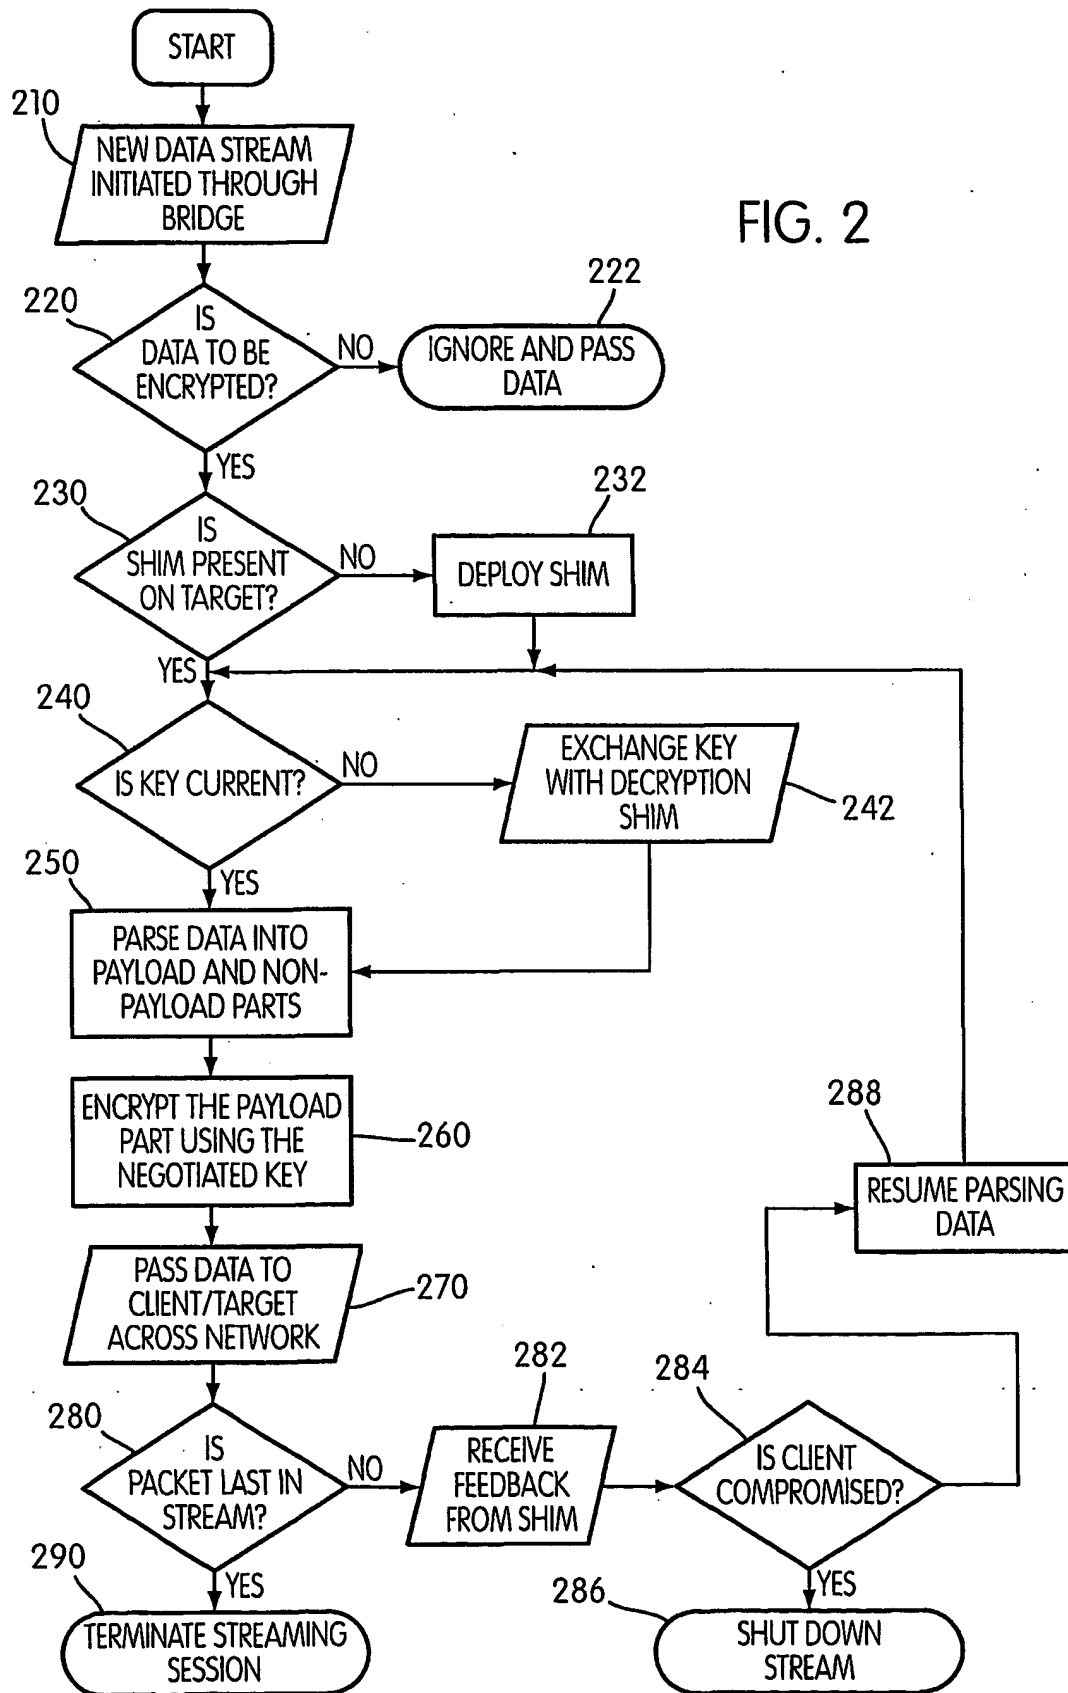 START
210
NEW DATA STREAM
INITIATED THROUGH
BRIDGE
FIG. 2
220
IS
DATA TO BE
ENCRYPTED?
NO
222
IGNORE AND PASS
DATA
YES
230
IS
SHIM PRESENT
ON TARGET?
NO
232
DEPLOY SHIM
YES
240
IS KEY CURRENT?
NO
EXCHANGE KEY
WITH DECRYPTION
SHIM
242
YES
250
PARSE DATA INTO
PAYLOAD AND NON-
PAYLOAD PARTS
ENCRYPT THE PAYLOAD
PART USING THE
NEGOTIATED KEY
260
288
RESUME PARSING
DATA
PASS DATA TO
CLIENT/TARGET
ACROSS NETWORK
270
280
IS
PACKET LAST IN
STREAM?
NO
282
RECEIVE
FEEDBACK
FROM SHIM
284
IS CLIENT
COMPROMISED?
YES
290
TERMINATE STREAMING
SESSION
YES
286
SHUT DOWN
STREAM